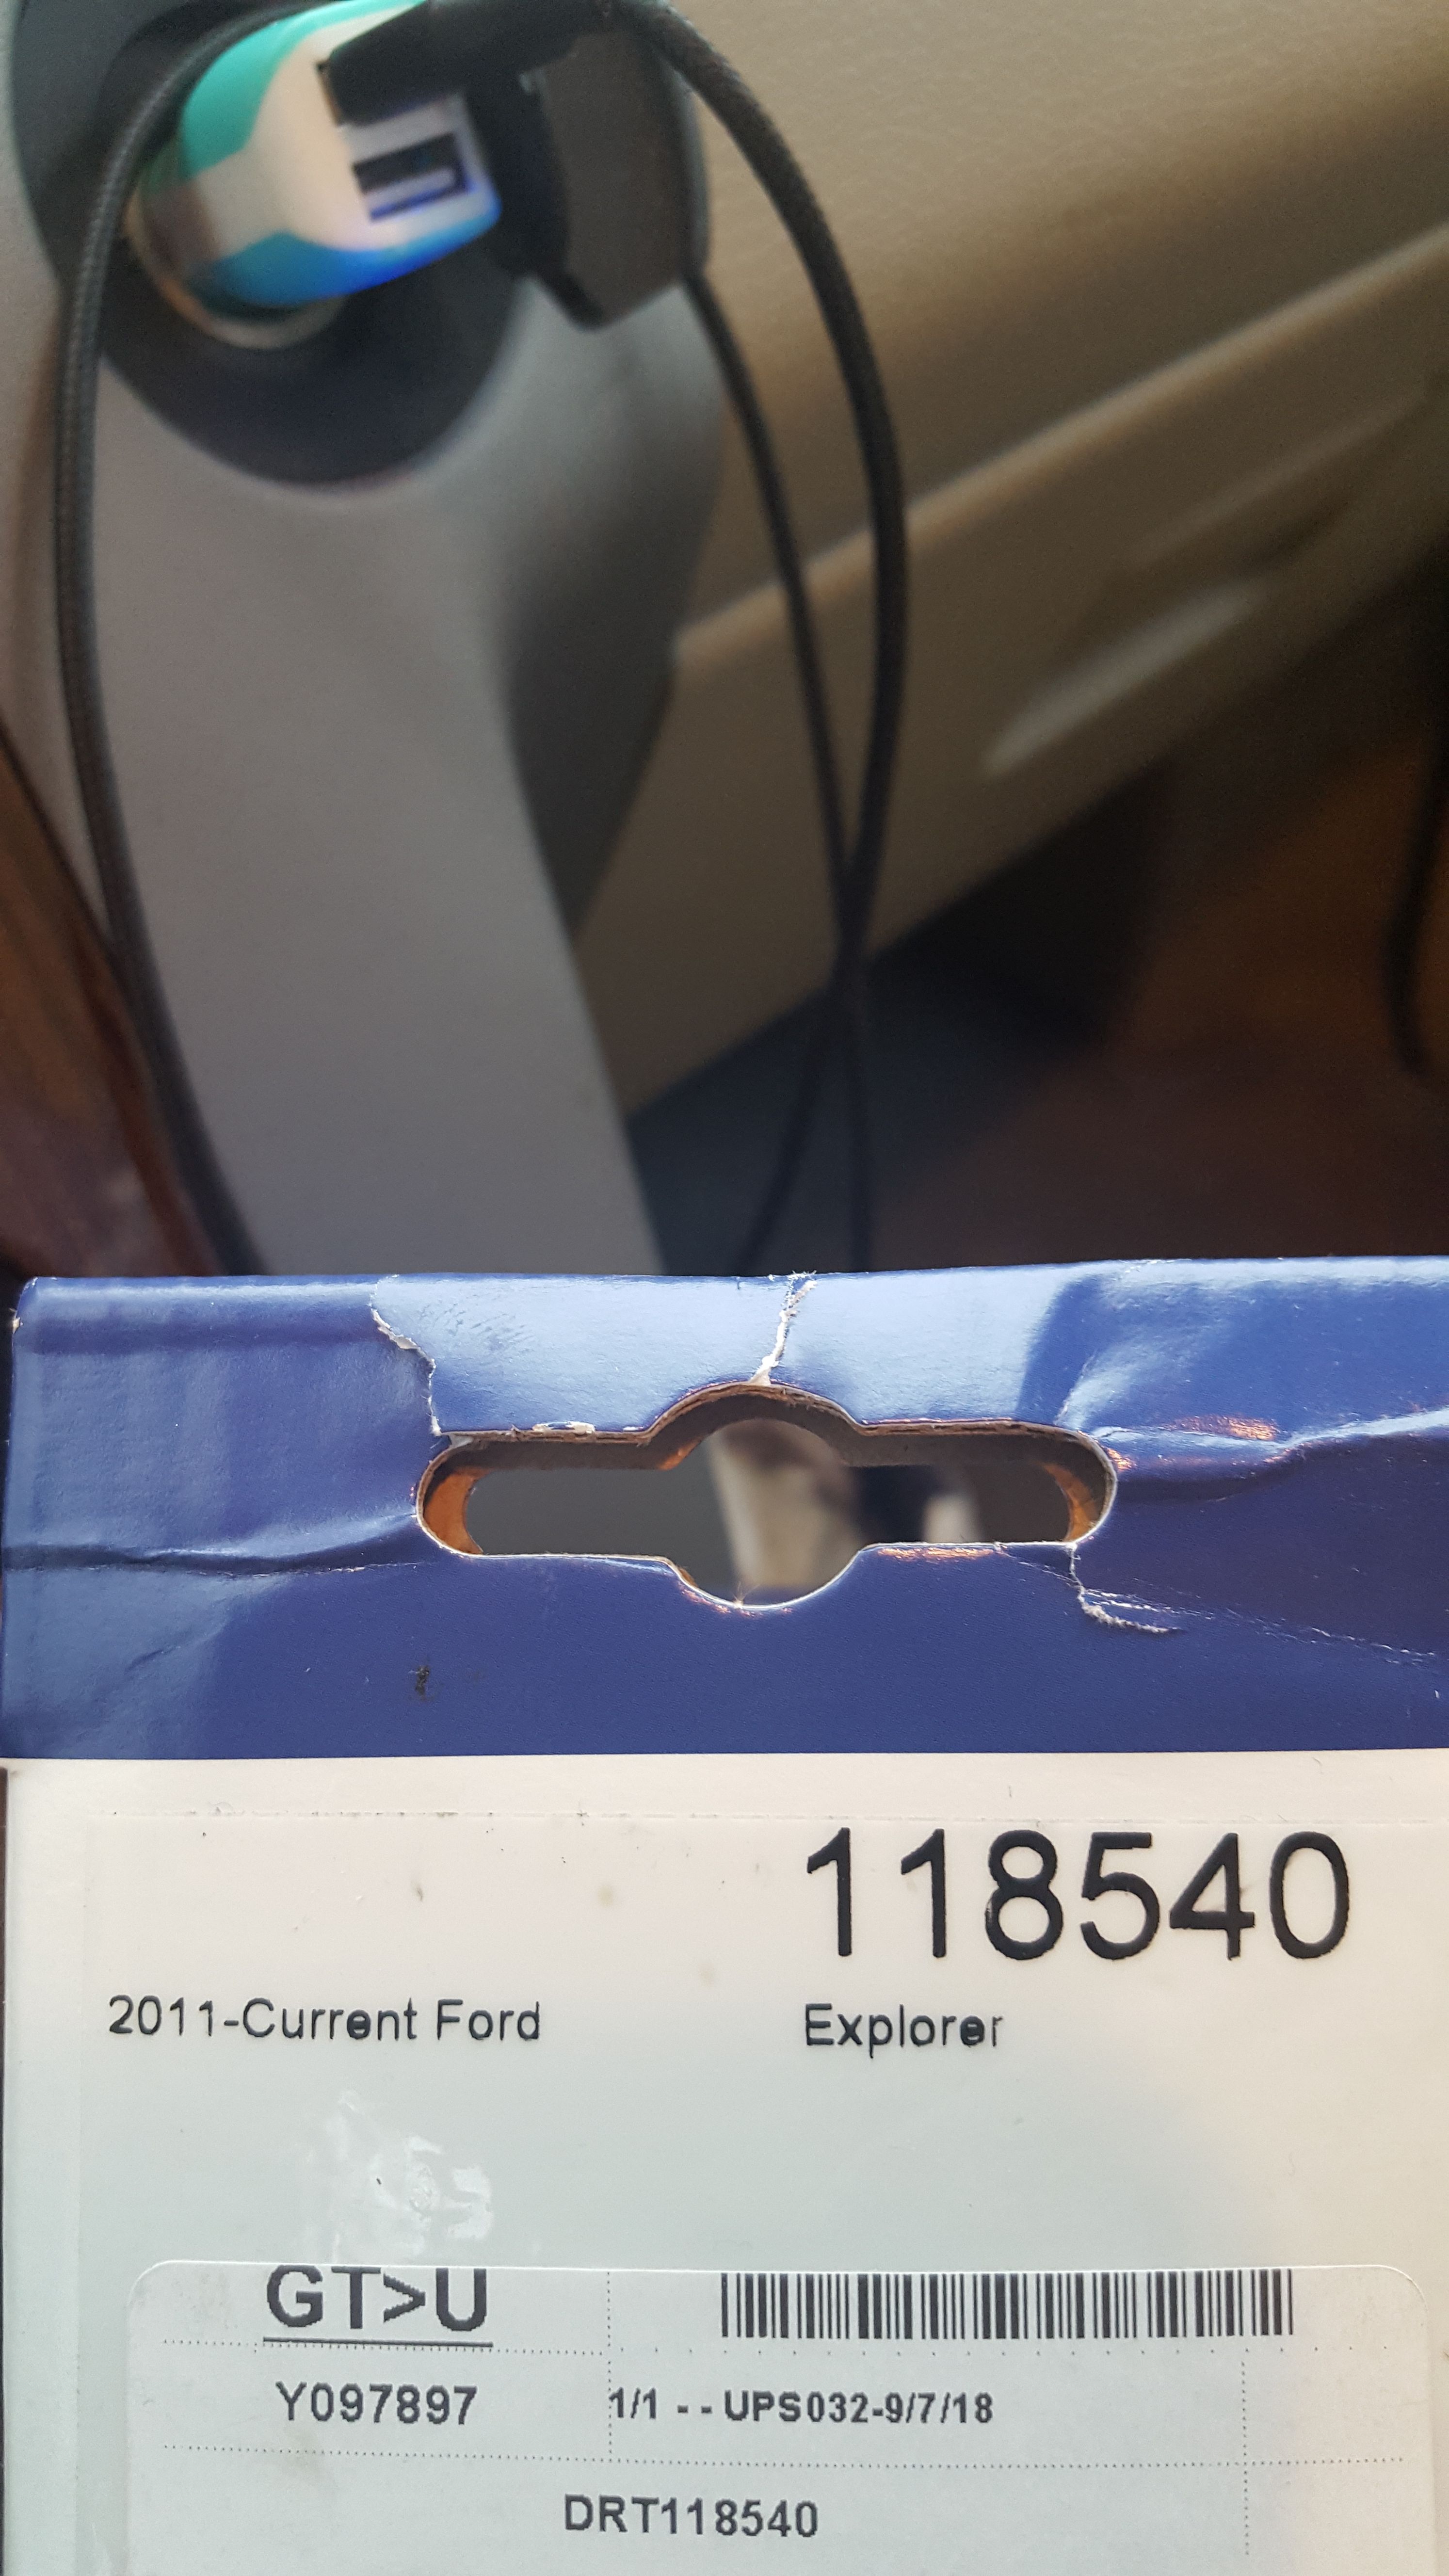 118540
2011-Current Ford Explorer
GT>U
Y097897 1/1 - - UPS032-9/7/18
DRT118540